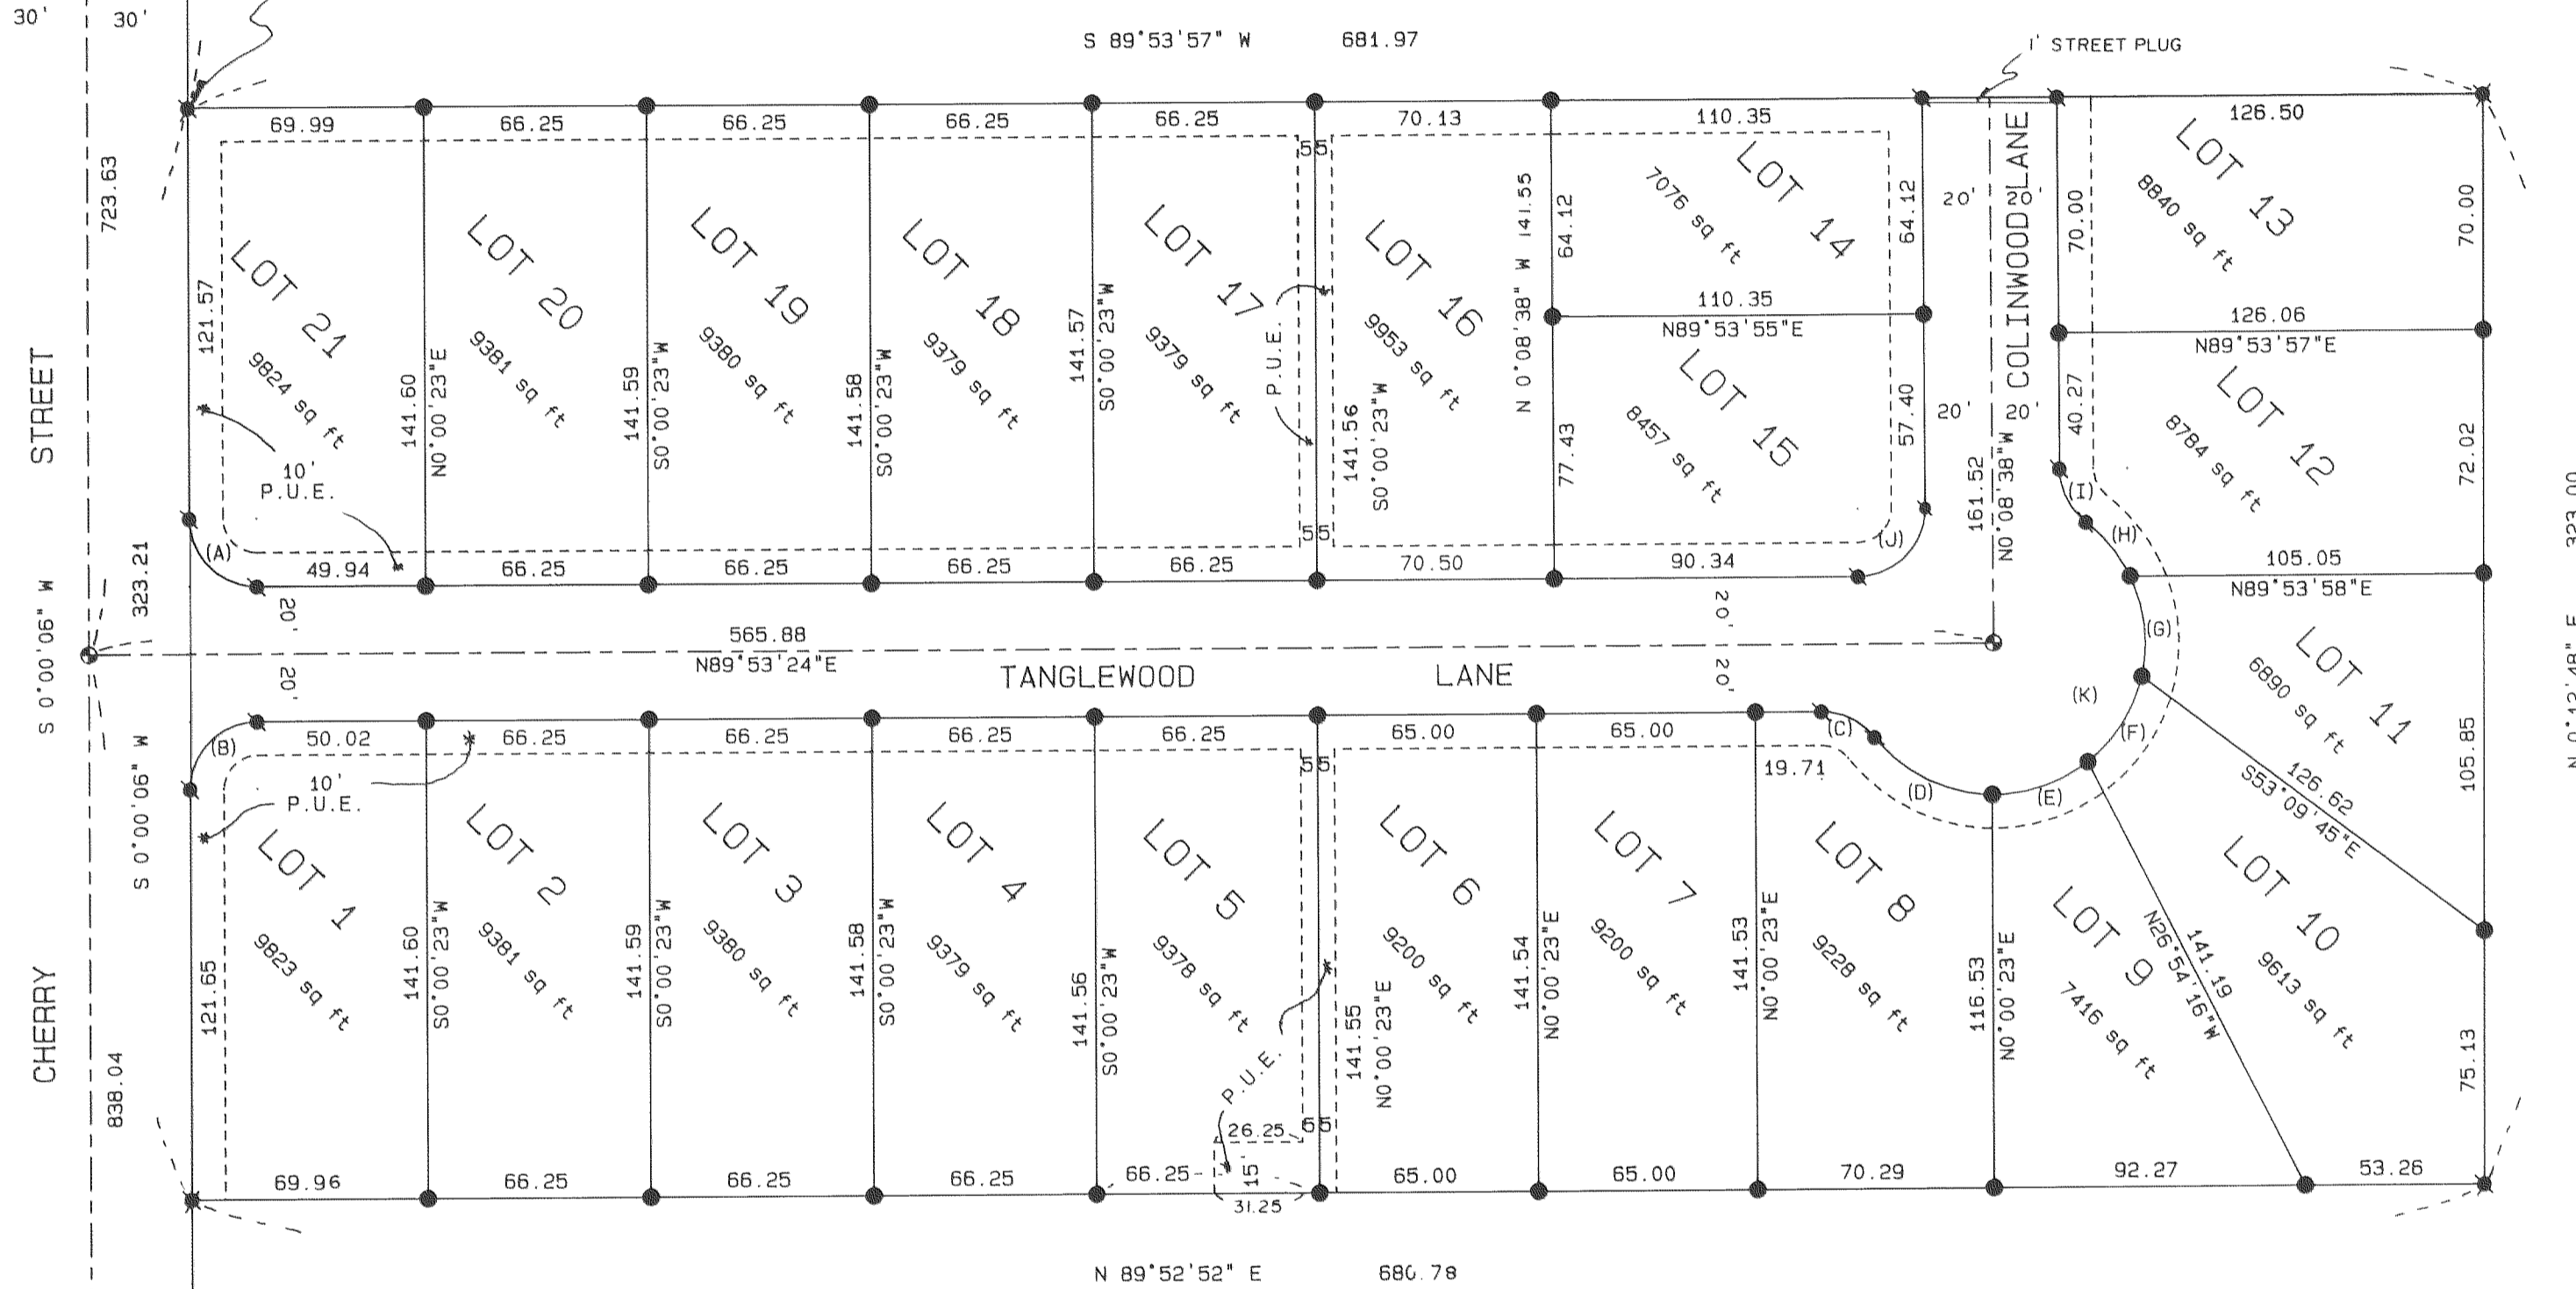 30'
30'
S 89°53'57" W 681.97
1' STREET PLUG
69.99
66.25
66.25
66.25
66.25
70.13
110.35
126.50
723.63
55
COLINWOOD LANE
LOT 21
9824 sq ft
121.57
LOT 20
9381 sq ft
141.60
N0°00'23"E
LOT 19
9380 sq ft
141.59
S0°00'23"W
LOT 18
9379 sq ft
141.58
S0°00'23"W
LOT 17
9379 sq ft
141.57
S0°00'23"W
P.U.E.
LOT 16
9953 sq ft
141.56
S0°00'23"W
N 0°08'38" W 141.55
64.12
LOT 14
7076 sq ft
64.12
20'
20'
70.00
LOT 13
8840 sq ft
70.00
110.35
N89°53'55"E
126.06
N89°53'57"E
LOT 15
8457 sq ft
77.43
57.40
20'
20'
161.52
N0°08'38"W
40.27
LOT 12
8784 sq ft
72.02
10'
P.U.E.
(A)
49.94
66.25
66.25
66.25
66.25
55
70.50
90.34
(J)
(I)
(H)
105.05
N89°53'58"E
STREET
S 0°00'06" W
323.21
20'
20'
565.88
N89°53'24"E
TANGLEWOOD LANE
20'
20'
(G)
(K)
(F)
LOT 11
6890 sq ft
105.85
323.00
N 0°12'48" E
126.62
S53°09'45"E
(B)
50.02
66.25
66.25
66.25
66.25
55
65.00
65.00
19.71
(C)
(D)
(E)
10'
P.U.E.
S 0°00'06" W
CHERRY
838.04
LOT 1
9823 sq ft
121.65
LOT 2
9381 sq ft
141.60
S0°00'23"W
LOT 3
9380 sq ft
141.59
S0°00'23"W
LOT 4
9379 sq ft
141.58
S0°00'23"W
LOT 5
9378 sq ft
141.56
S0°00'23"W
P.U.E.
LOT 6
9200 sq ft
141.55
N0°00'23"E
LOT 7
9200 sq ft
141.54
N0°00'23"E
LOT 8
9228 sq ft
141.53
N0°00'23"E
LOT 9
7416 sq ft
116.53
N0°00'23"E
LOT 10
9613 sq ft
141.19
N26°54'16"W
75.13
26.25
15'
31.25
69.96
66.25
66.25
66.25
66.25
65.00
65.00
70.29
92.27
53.26
N 89°52'52" E 680.78